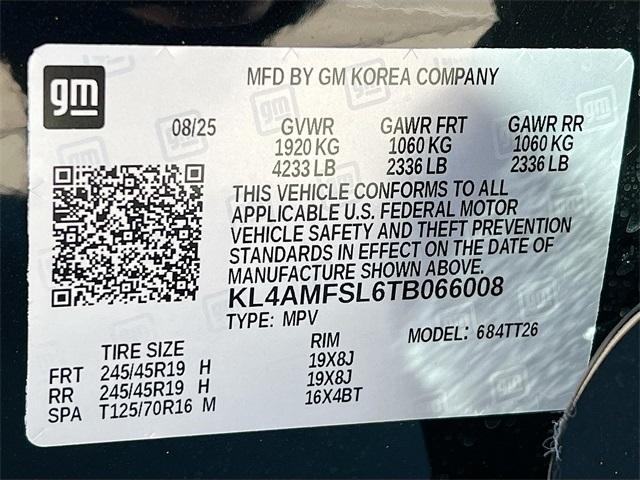 gm
MFD BY GM KOREA COMPANY
08/25 GVWR GAWR FRT GAWR RR
1920 KG 1060 KG 1060 KG
4233 LB 2336 LB 2336 LB
THIS VEHICLE CONFORMS TO ALL
APPLICABLE U.S. FEDERAL MOTOR
VEHICLE SAFETY AND THEFT PREVENTION
STANDARDS IN EFFECT ON THE DATE OF
MANUFACTURE SHOWN ABOVE.
KL4AMFSL6TB066008
TYPE: MPV MODEL: 684TT26
TIRE SIZE RIM
FRT 245/45R19 H 19X8J
RR 245/45R19 H 19X8J
SPA T125/70R16 M 16X4BT